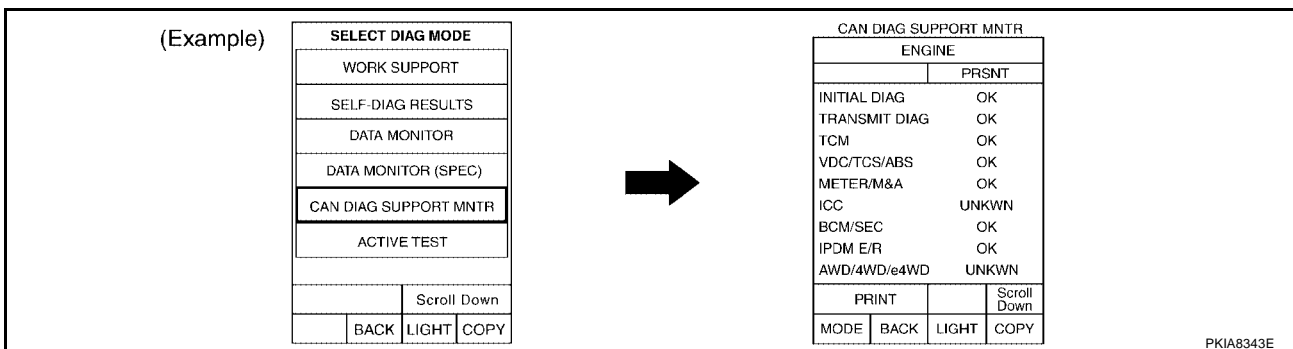 (Example)
SELECT DIAG MODE
WORK SUPPORT
SELF-DIAG RESULTS
DATA MONITOR
DATA MONITOR (SPEC)
CAN DIAG SUPPORT MNTR
ACTIVE TEST
Scroll Down
BACK LIGHT COPY
CAN DIAG SUPPORT MNTR
ENGINE
PRSNT
INITIAL DIAG OK
TRANSMIT DIAG OK
TCM OK
VDC/TCS/ABS OK
METER/M&A OK
ICC UNKWN
BCM/SEC OK
IPDM E/R OK
AWD/4WD/e4WD UNKWN
PRINT Scroll
Down
MODE BACK LIGHT COPY
PKIA8343E